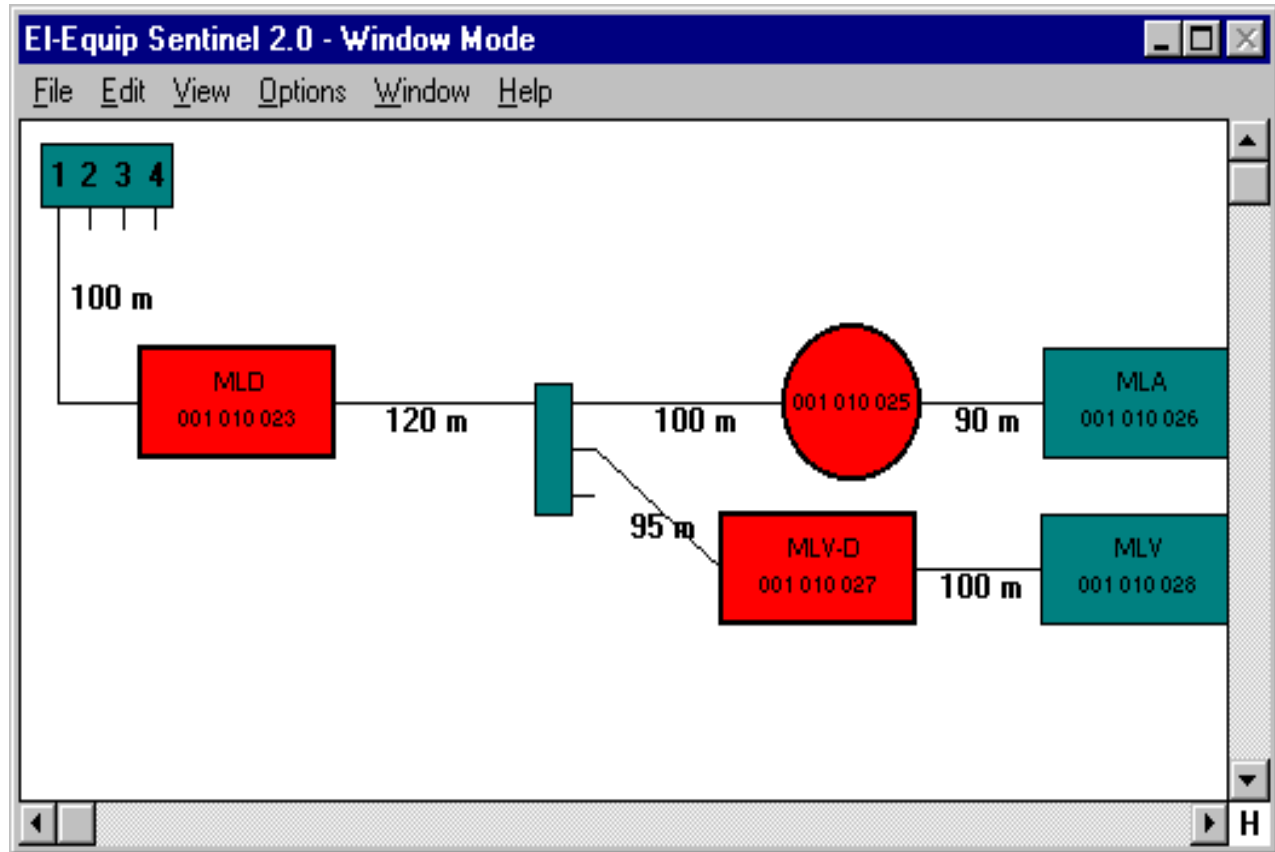 El-Equip Sentinel 2.0 - Window Mode
File Edit View Options Window Help
1 2 3 4
100 m
MLD
001 010 023
120 m
100 m
001 010 025
90 m
MLA
001 010 026
95 m
MLV-D
001 010 027
100 m
MLV
001 010 028
H